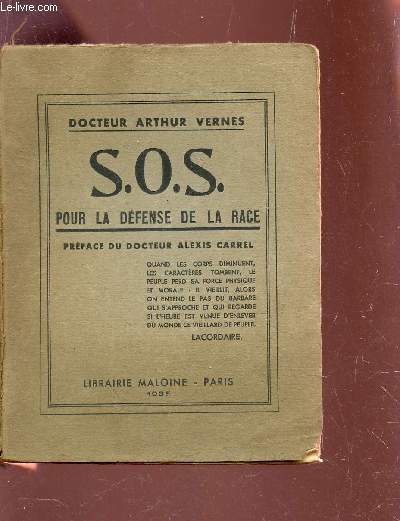 Le-livre.com
DOCTEUR ARTHUR VERNES
S.O.S.
POUR LA DÉFENSE DE LA RACE
PRÉFACE DU DOCTEUR ALEXIS CARREL
QUAND LES CORPS DIMINUENT,
LES CARACTÈRES TOMBENT, LE
PEUPLE PERD SA FORCE PHYSIQUE
ET MORALE : IL VIEILLIT, ALORS
ON ENTEND LE PAS DU BARBARE
QUI S'APPROCHE ET QUI REGARDE
SI L'HEURE EST VENUE D'ENLEVER
DU MONDE CE VIEILLARD DE PEUPLE.
LACORDAIRE.
LIBRAIRIE MALOINE - PARIS